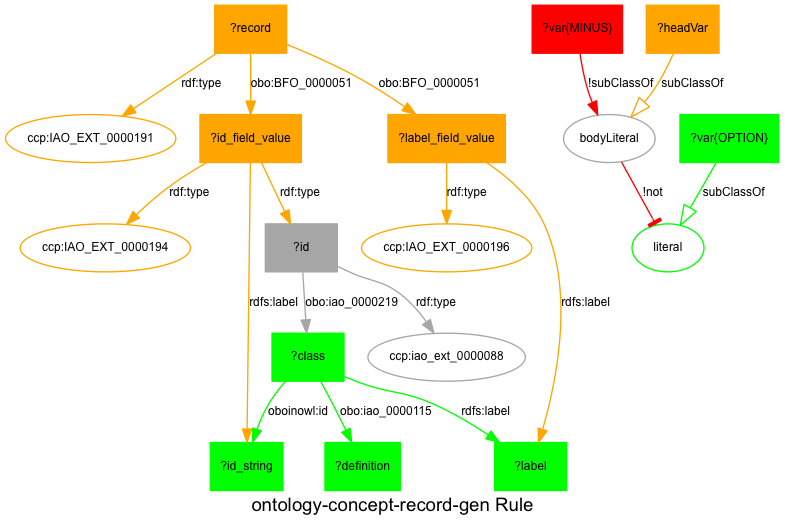 ?record
?var{MINUS}
?headVar
rdf:type
obo:BFO_0000051
obo:BFO_0000051
!subClassOf
subClassOf
ccp:IAO_EXT_0000191
?id_field_value
?label_field_value
bodyLiteral
?var{OPTION}
rdf:type
rdf:type
rdf:type
!not
subClassOf
ccp:IAO_EXT_0000194
?id
ccp:IAO_EXT_0000196
literal
rdfs:label
obo:iao_0000219
rdf:type
rdfs:label
?class
ccp:iao_ext_0000088
oboinowl:id
obo:iao_0000115
rdfs:label
?id_string
?definition
?label
ontology-concept-record-gen Rule